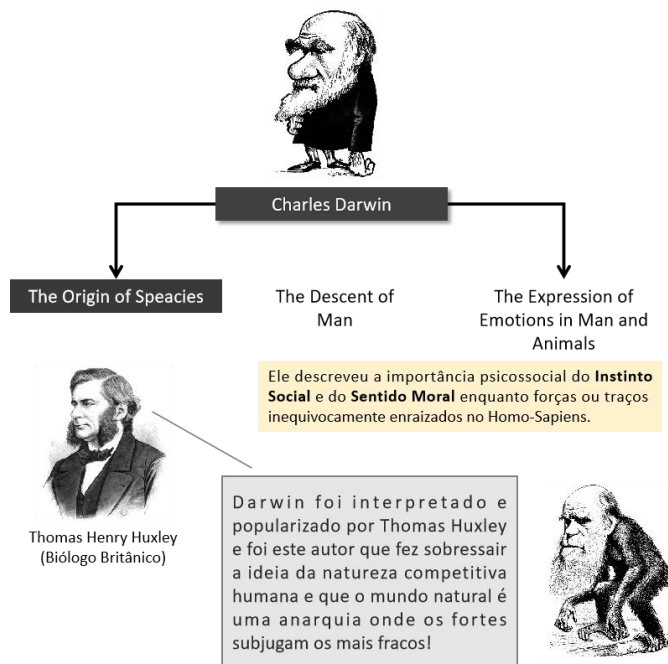 Charles Darwin
The Origin of Speacies
The Descent of
Man
The Expression of
Emotions in Man and
Animals
Ele descreveu a importância psicossocial do Instinto
Social e do Sentido Moral enquanto forças ou traços
inequivocamente enraizados no Homo-Sapiens.
Thomas Henry Huxley
(Biólogo Britânico)
Darwin foi interpretado e
popularizado por Thomas Huxley
e foi este autor que fez sobressair
a ideia da natureza competitiva
humana e que o mundo natural é
uma anarquia onde os fortes
subjugam os mais fracos!